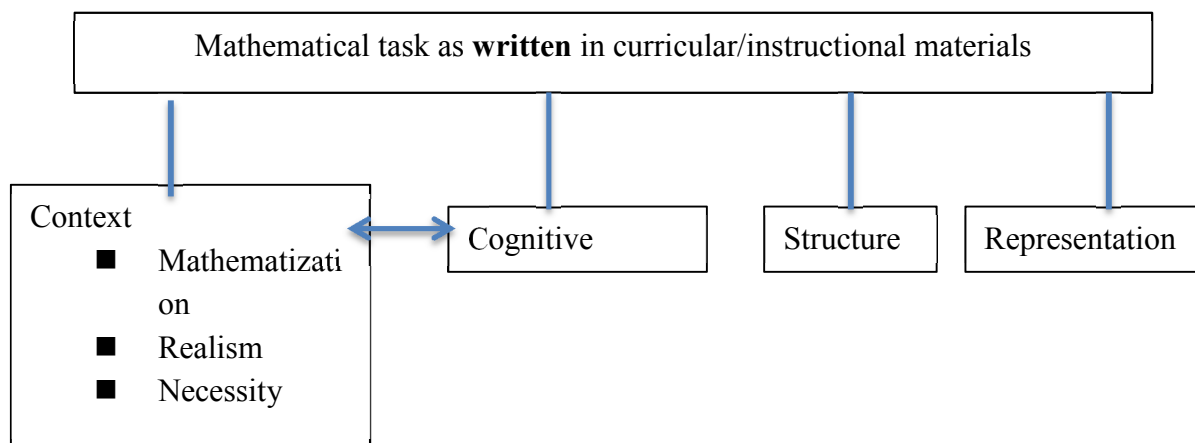 Mathematical task as written in curricular/instructional materials
Context
■ Mathematizati
on
■ Realism
■ Necessity
Cognitive
Structure
Representation